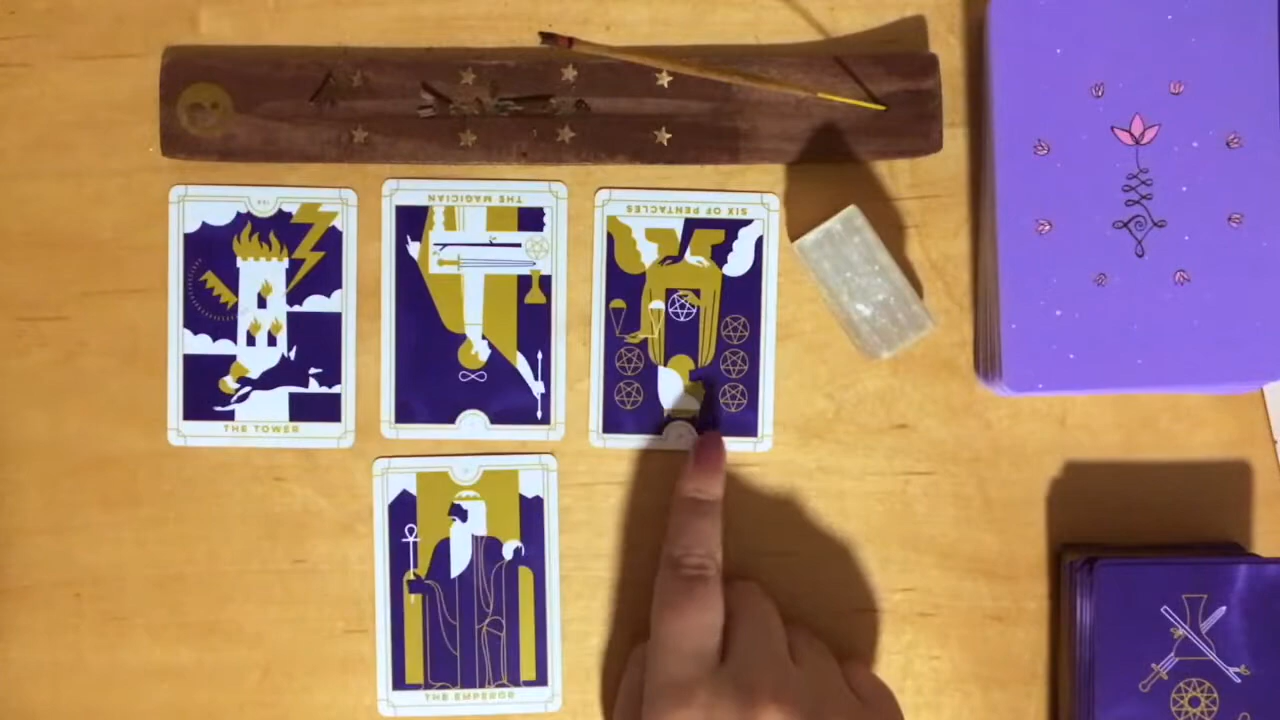 THE MAGICIAN
SIX OF PENTACLES
THE TOWER
THE EMPEROR